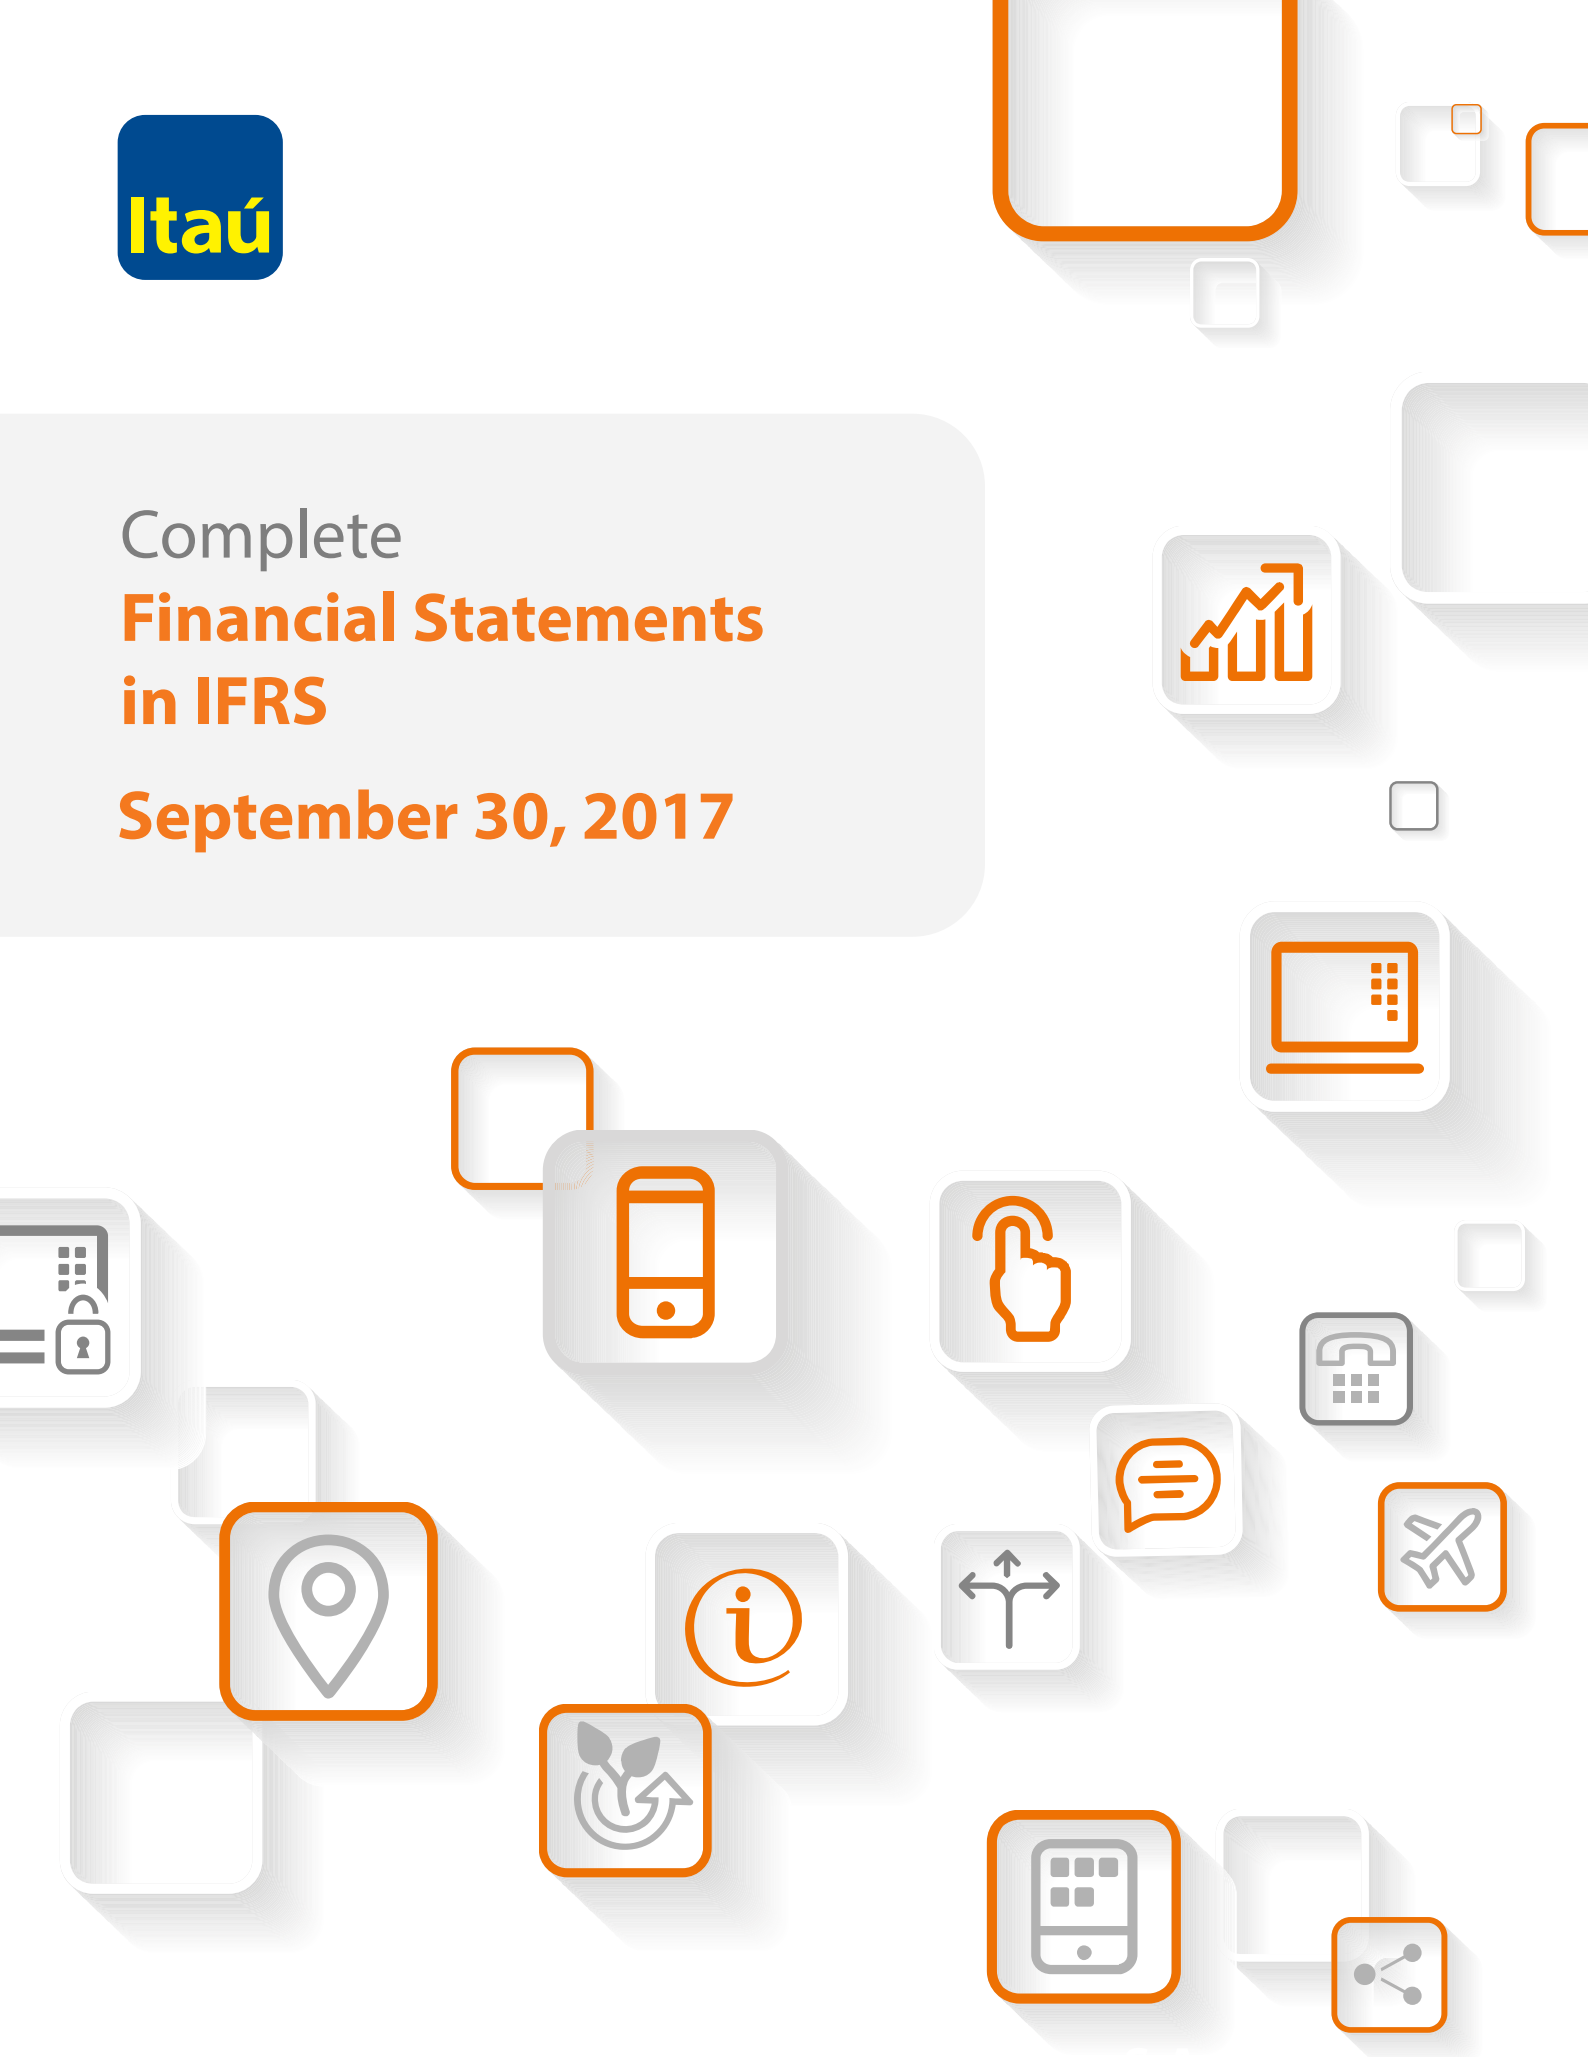 Itaú
Complete
Financial Statements
in IFRS
September 30, 2017